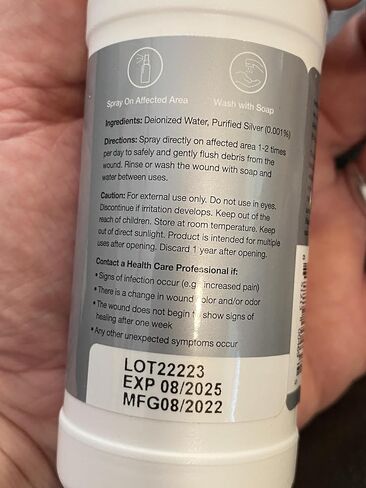 Spray On Affected Area
Wash with Soap
Ingredients: Deionized Water, Purified Silver (0.001%)
Directions: Spray directly on affected area 1-2 times
per day to safely and gently flush debris from the
wound. Rinse or wash the wound with soap and
water between uses.
Caution: For external use only. Do not use in eyes.
Discontinue if irritation develops. Keep out of the
reach of children. Store at room temperature. Keep
out of direct sunlight. Product is intended for multiple
uses after opening. Discard 1 year after opening.
Contact a Health Care Professional if:
• Signs of infection occur (e.g. increased pain)
• There is a change in wound color and/or odor
• The wound does not begin to show signs of
healing after one week
• Any other unexpected symptoms occur
LOT22223
EXP 08/2025
MFG08/2022